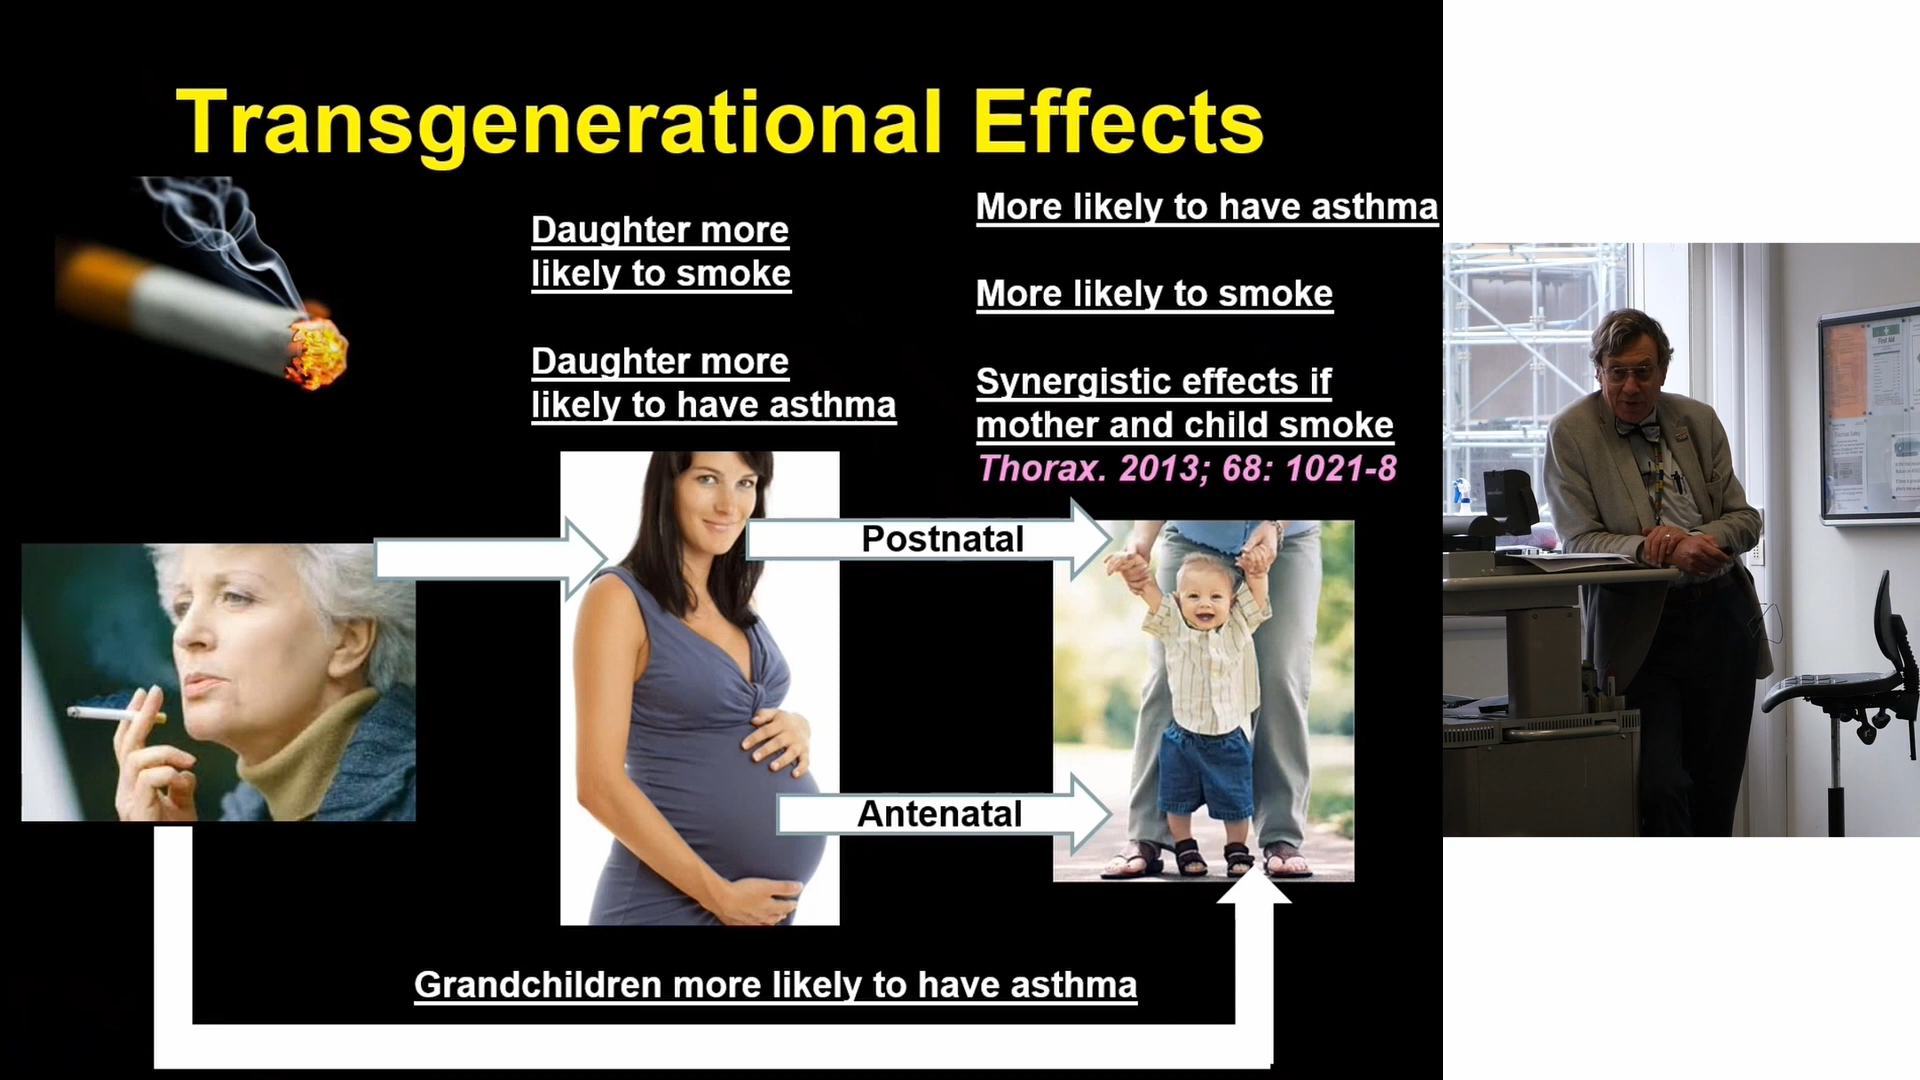 Transgenerational Effects
Daughter more
likely to smoke
Daughter more
likely to have asthma
More likely to have asthma
More likely to smoke
Synergistic effects if
mother and child smoke
Thorax. 2013; 68: 1021-8
Postnatal
Antenatal
Grandchildren more likely to have asthma
First Aid